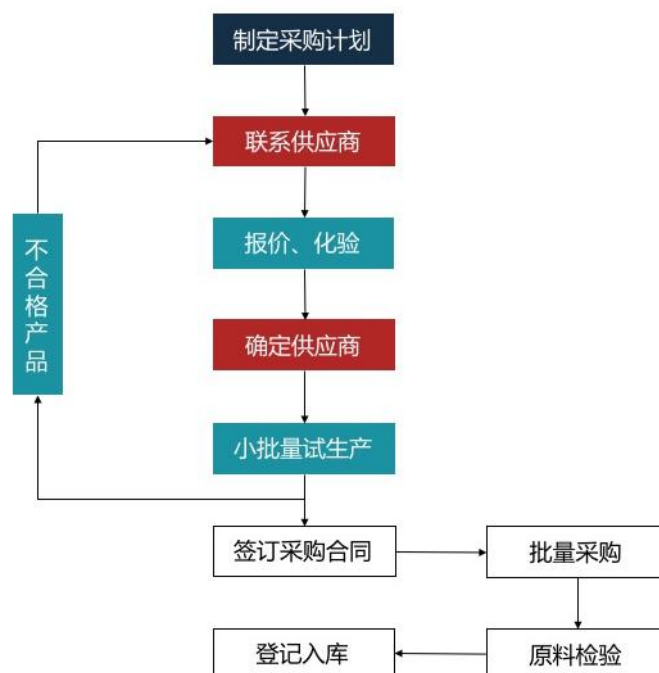 制定采购计划
联系供应商
不合格产品
报价、化验
确定供应商
小批量试生产
签订采购合同
批量采购
登记入库
原料检验